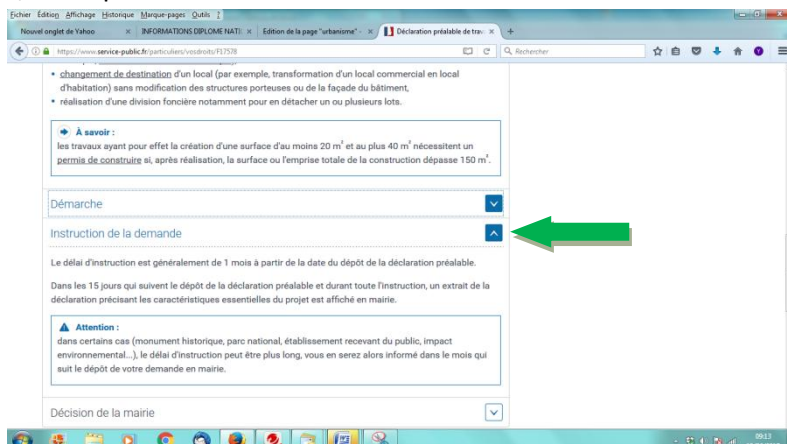 Fichier Édition Affichage Historique Marque-pages Outils ?
Nouvel onglet de Yahoo × INFORMATIONS DIPLOME NATI × Edition de la page "urbanisme" - × Déclaration préalable de trav × +
https://www.service-public.fr/particuliers/vosdroits/F17578 Rechercher
• changement de destination d'un local (par exemple, transformation d'un local commercial en local
d'habitation) sans modification des structures porteuses ou de la façade du bâtiment,
• réalisation d'une division foncière notamment pour en détacher un ou plusieurs lots.
À savoir :
les travaux ayant pour effet la création d'une surface d'au moins 20 m² et au plus 40 m² nécessitent un
permis de construire si, après réalisation, la surface ou l'emprise totale de la construction dépasse 150 m².
Démarche
Instruction de la demande
Le délai d'instruction est généralement de 1 mois à partir de la date du dépôt de la déclaration préalable.
Dans les 15 jours qui suivent le dépôt de la déclaration préalable et durant toute l'instruction, un extrait de la
déclaration précisant les caractéristiques essentielles du projet est affiché en mairie.
Attention :
dans certains cas (monument historique, parc national, établissement recevant du public, impact
environnemental...), le délai d'instruction peut être plus long, vous en serez alors informé dans le mois qui
suit le dépôt de votre demande en mairie.
Décision de la mairie
09:13